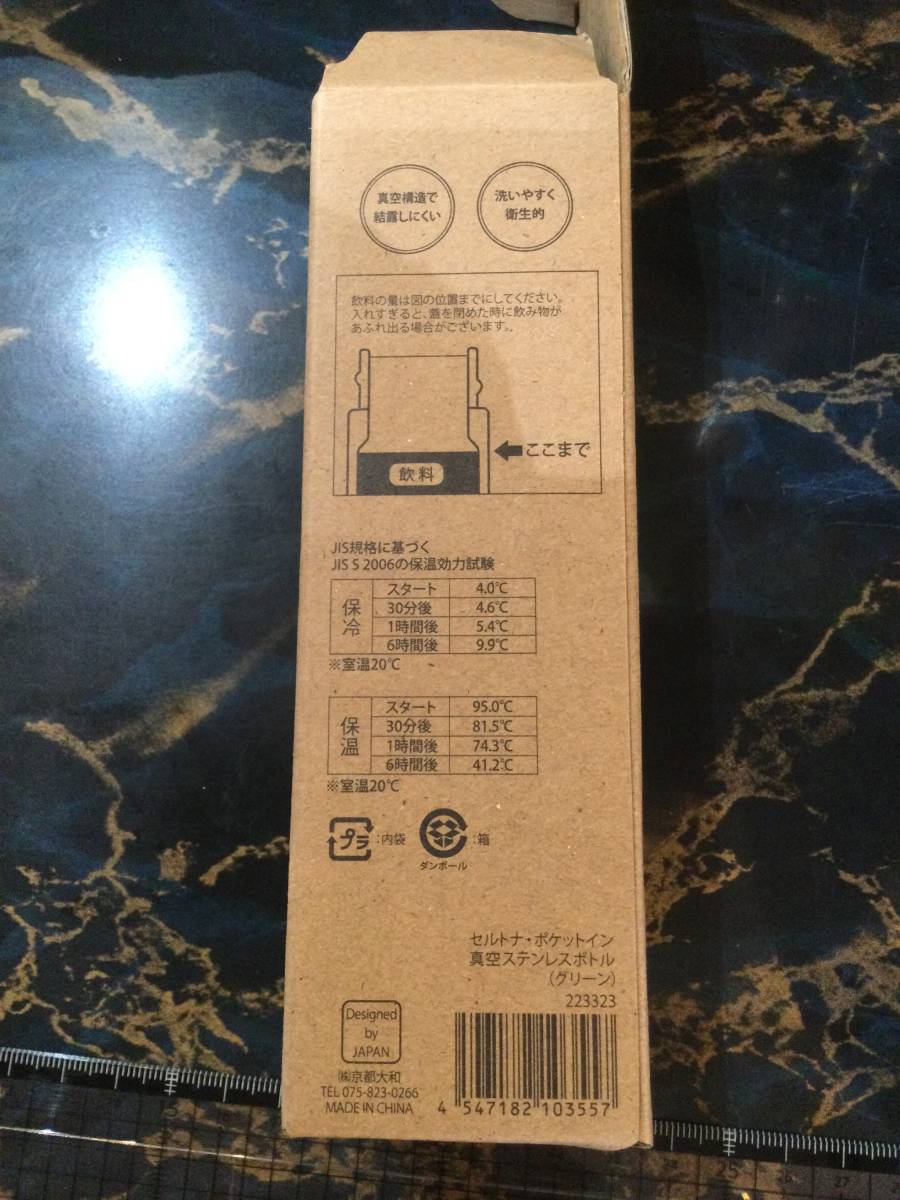 真空構造で
結露しにくい
洗いやすく
衛生的
飲料の量は図の位置までにしてください。
入れすぎると、蓋を閉めた時に飲み物が
あふれ出る場合がございます。
ここまで
飲料
JIS規格に基づく
JIS S 2006の保温効力試験
保冷
スタート 4.0℃
30分後 4.6℃
1時間後 5.4℃
6時間後 9.9℃
※室温20℃
保温
スタート 95.0℃
30分後 81.5℃
1時間後 74.3℃
6時間後 41.2℃
※室温20℃
プラ :内袋
:箱
ダンボール
セルトナ・ポケットイン
真空ステンレスボトル
(グリーン)
223323
Designed
by
JAPAN
㈱京都大和
TEL 075-823-0266
MADE IN CHINA
4 547182 103557
25